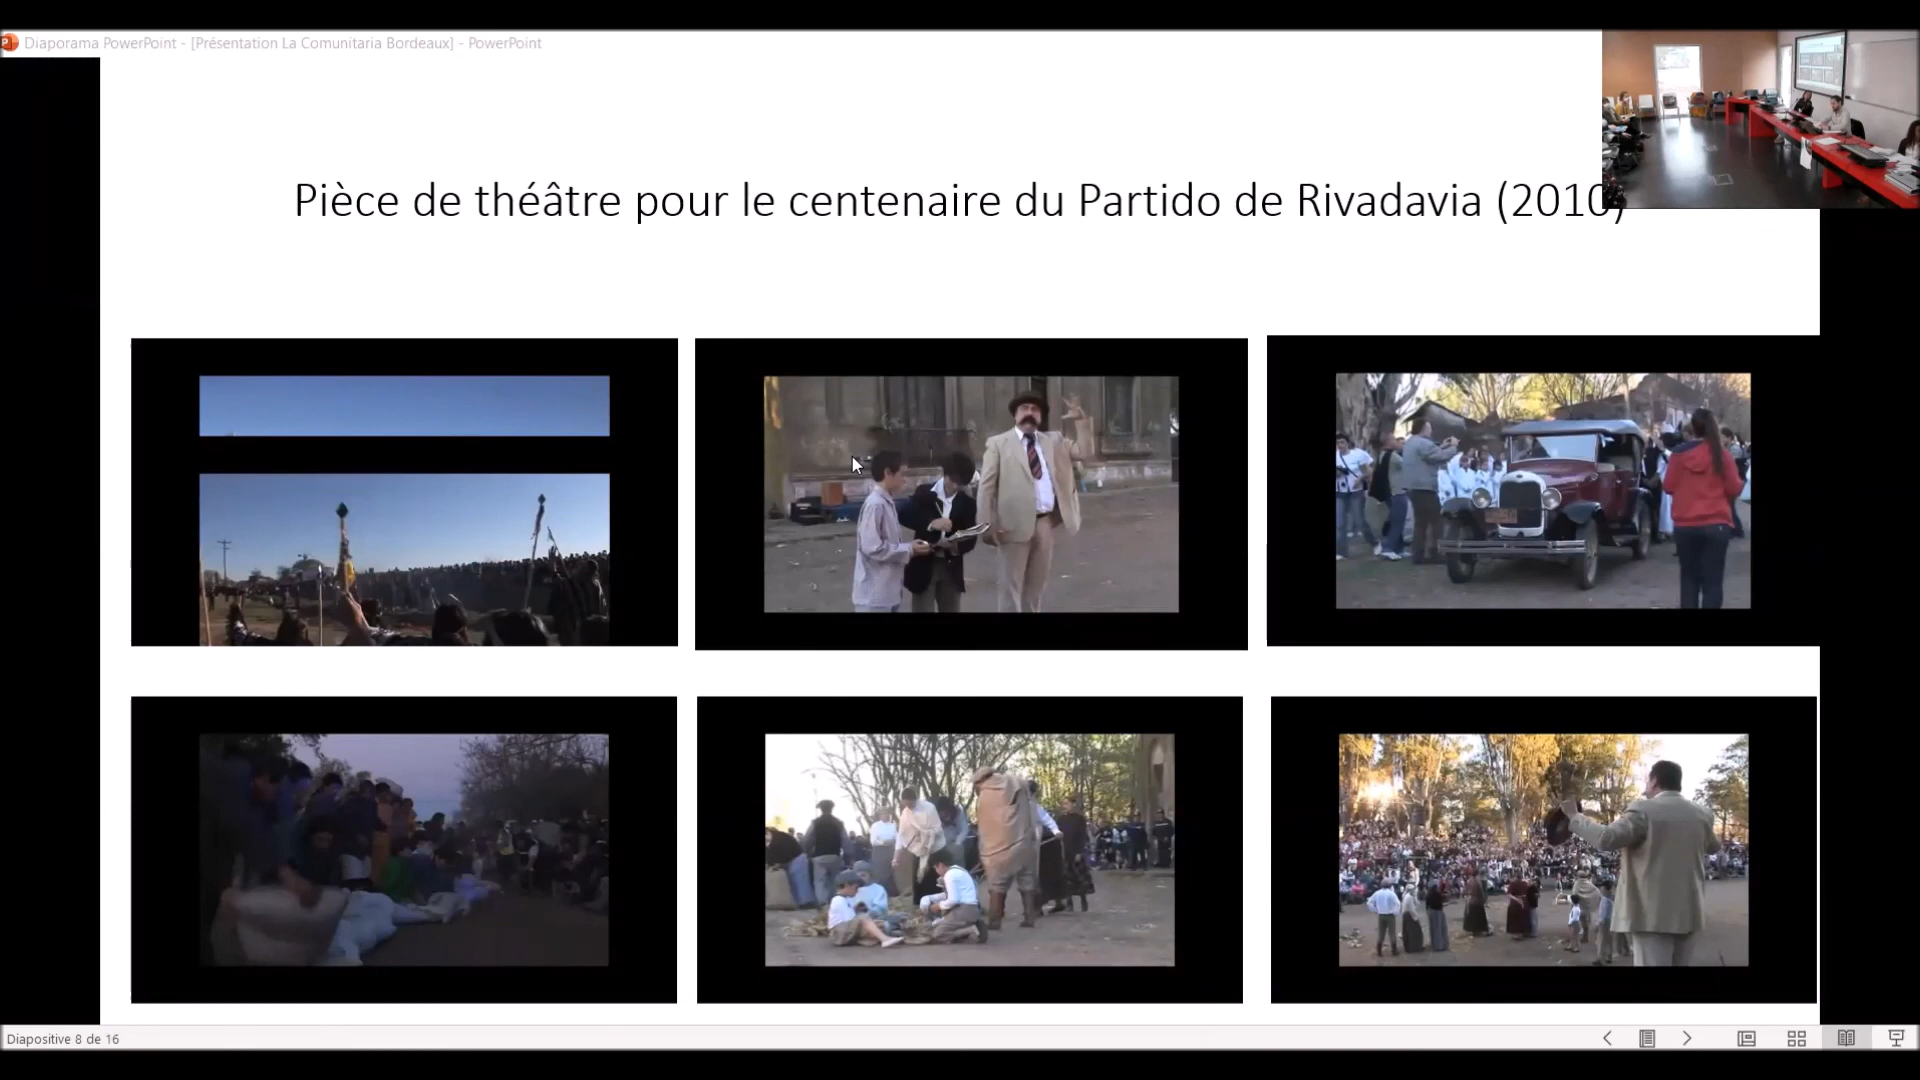 Diaporama PowerPoint - [Présentation La Comunitaria Bordeaux] - PowerPoint
Pièce de théâtre pour le centenaire du Partido de Rivadavia (2010)
Diapositive 8 de 16